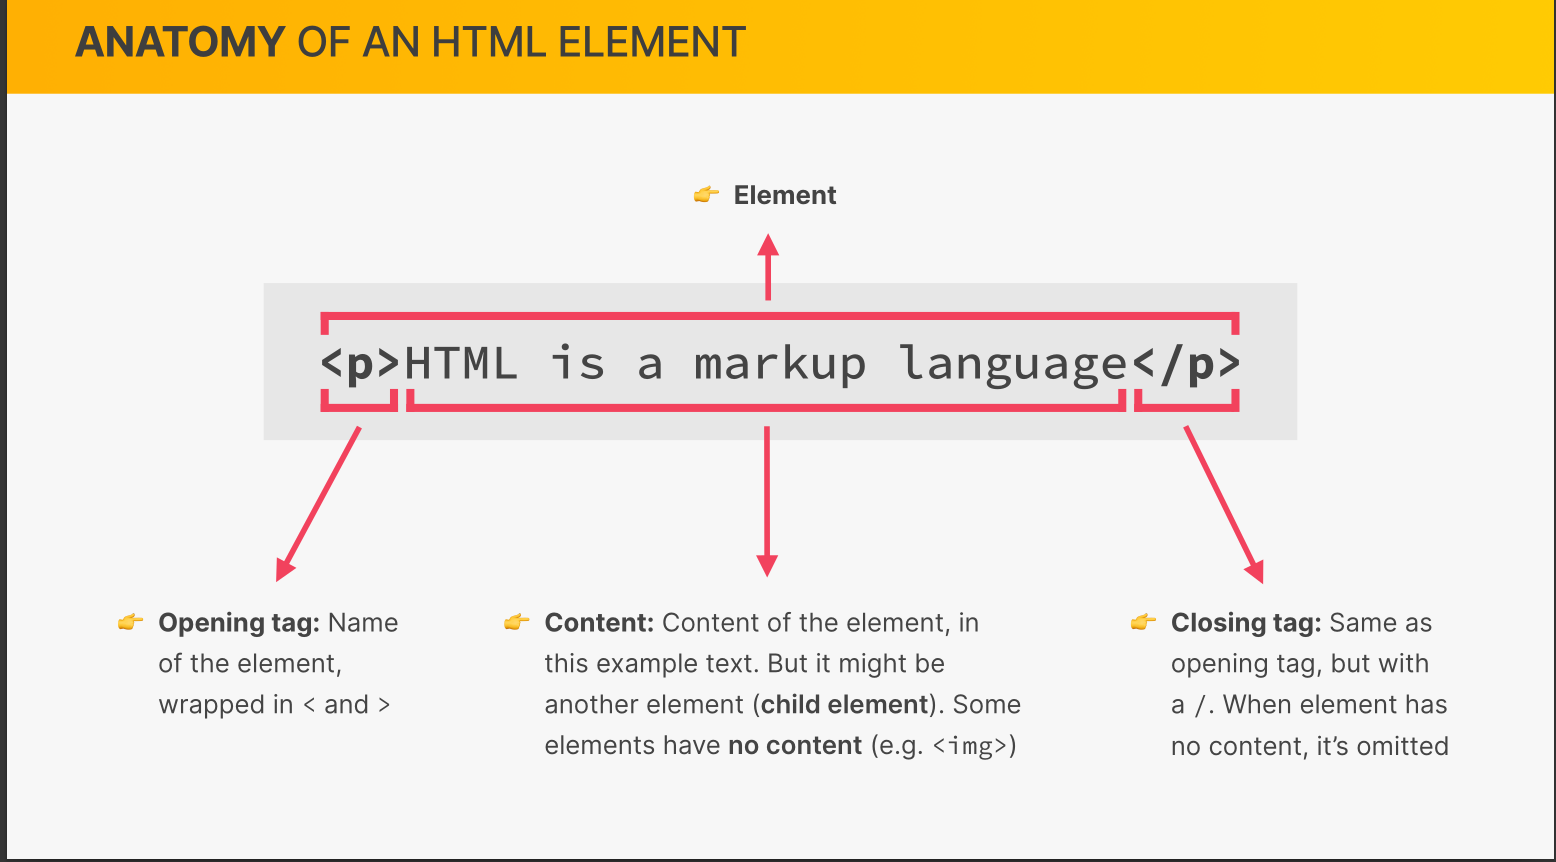 ANATOMY OF AN HTML ELEMENT
👉 Element
<p>HTML is a markup language</p>
👉 Opening tag: Name
of the element,
wrapped in < and >
👉 Content: Content of the element, in
this example text. But it might be
another element (child element). Some
elements have no content (e.g. <img>)
👉 Closing tag: Same as
opening tag, but with
a /. When element has
no content, it’s omitted